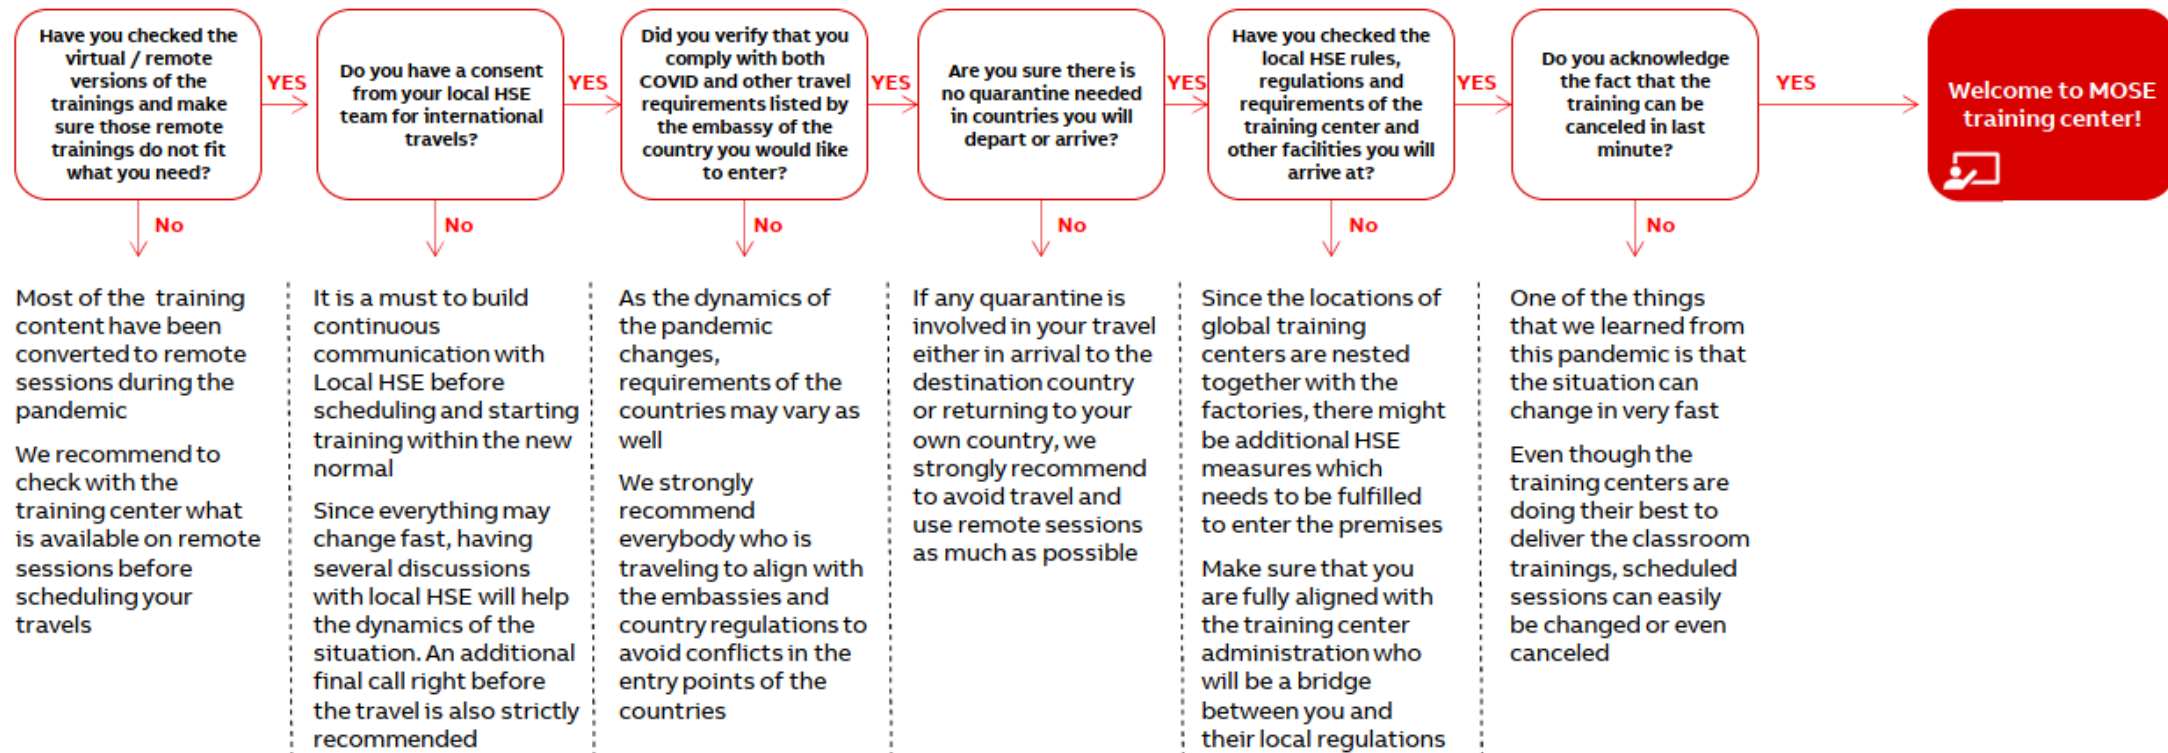 Have you checked the
virtual / remote
versions of the
trainings and make
sure those remote
trainings do not fit
what you need?
YES
Do you have a consent
from your local HSE
team for international
travels?
YES
Did you verify that you
comply with both
COVID and other travel
requirements listed by
the embassy of the
country you would like
to enter?
YES
Are you sure there is
no quarantine needed
in countries you will
depart or arrive?
YES
Have you checked the
local HSE rules,
regulations and
requirements of the
training center and
other facilities you will
arrive at?
YES
Do you acknowledge
the fact that the
training can be
canceled in last
minute?
YES
Welcome to MOSE
training center!
No
No
No
No
No
No
Most of the training
content have been
converted to remote
sessions during the
pandemic
We recommend to
check with the
training center what
is available on remote
sessions before
scheduling your
travels
It is a must to build
continuous
communication with
Local HSE before
scheduling and starting
training within the new
normal
Since everything may
change fast, having
several discussions
with local HSE will help
the dynamics of the
situation. An additional
final call right before
the travel is also strictly
recommended
As the dynamics of
the pandemic
changes,
requirements of the
countries may vary as
well
We strongly
recommend
everybody who is
traveling to align with
the embassies and
country regulations to
avoid conflicts in the
entry points of the
countries
If any quarantine is
involved in your travel
either in arrival to the
destination country
or returning to your
own country, we
strongly recommend
to avoid travel and
use remote sessions
as much as possible
Since the locations of
global training
centers are nested
together with the
factories, there might
be additional HSE
measures which
needs to be fulfilled
to enter the premises
Make sure that you
are fully aligned with
the training center
administration who
will be a bridge
between you and
their local regulations
One of the things
that we learned from
this pandemic is that
the situation can
change in very fast
Even though the
training centers are
doing their best to
deliver the classroom
trainings, scheduled
sessions can easily
be changed or even
canceled